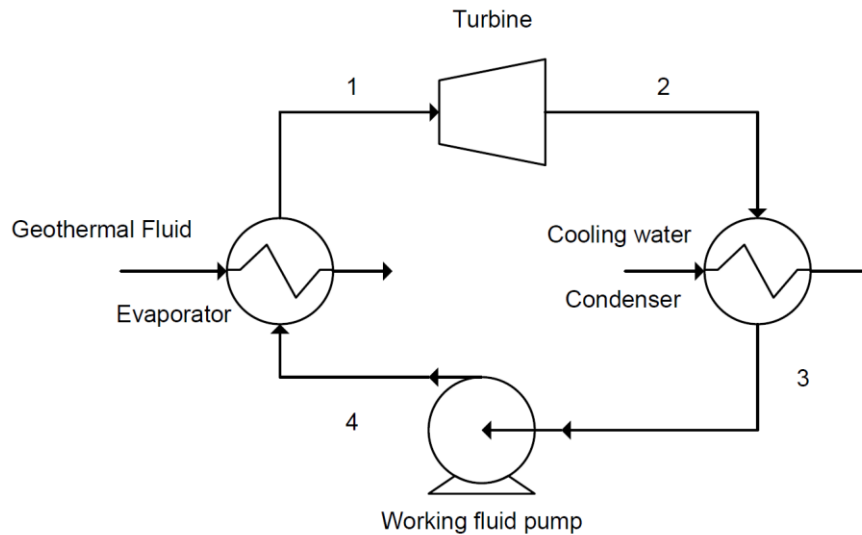 Turbine
1
2
Geothermal Fluid
Cooling water
Evaporator
Condenser
3
4
Working fluid pump